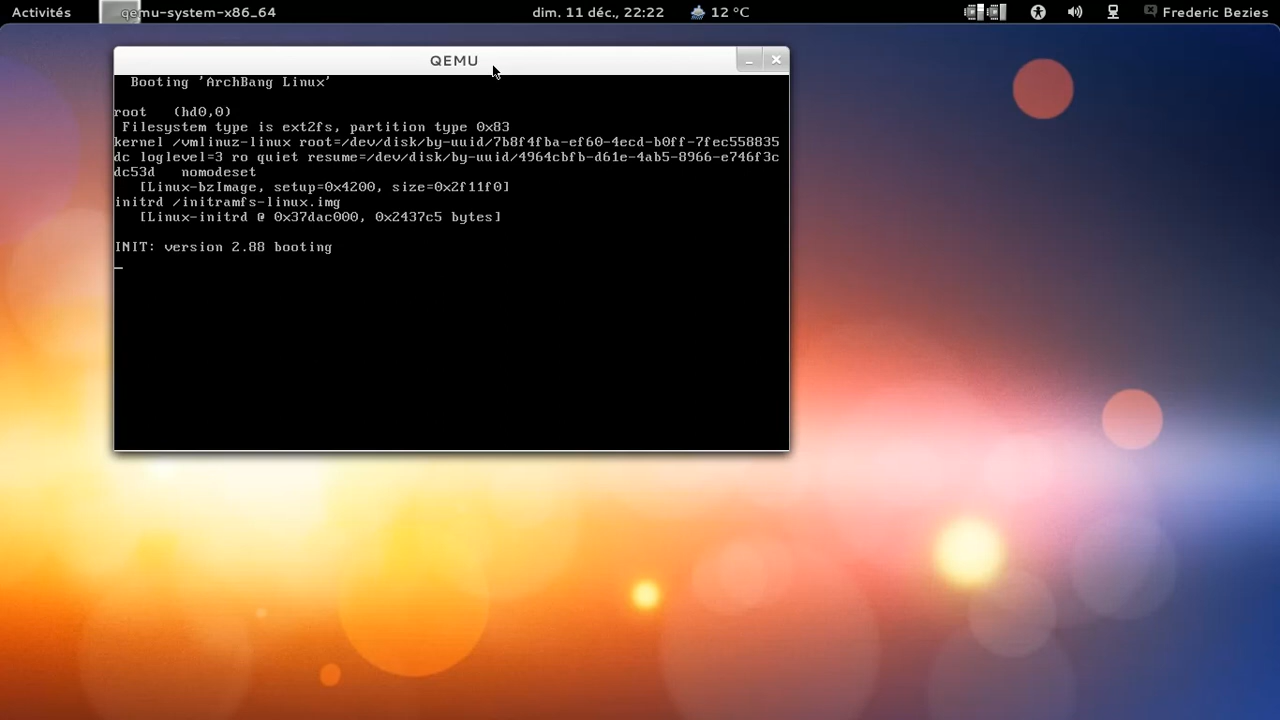 Activités qemu-system-x86_64 dim. 11 déc., 22:22 12 °C Frederic Bezies
QEMU
Booting 'ArchBang Linux'
root (hd0,0)
Filesystem type is ext2fs, partition type 0x83
kernel /vmlinuz-linux root=/dev/disk/by-uuid/7b8f4fba-ef60-4ecd-b0ff-7fec558835
dc loglevel=3 ro quiet resume=/dev/disk/by-uuid/4964cbfb-d61e-4ab5-8966-e746f3c
dc53d nomodeset
[Linux-bzImage, setup=0x4200, size=0x2f11f0]
initrd /initramfs-linux.img
[Linux-initrd @ 0x37dac000, 0x2437c5 bytes]
INIT: version 2.88 booting